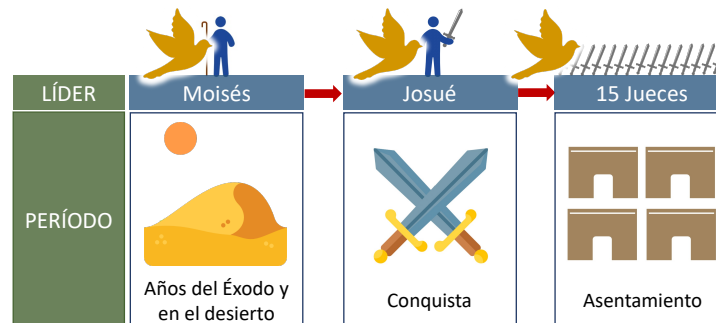 LÍDER
Moisés
Josué
15 Jueces
PERÍODO
Años del Éxodo y
en el desierto
Conquista
Asentamiento